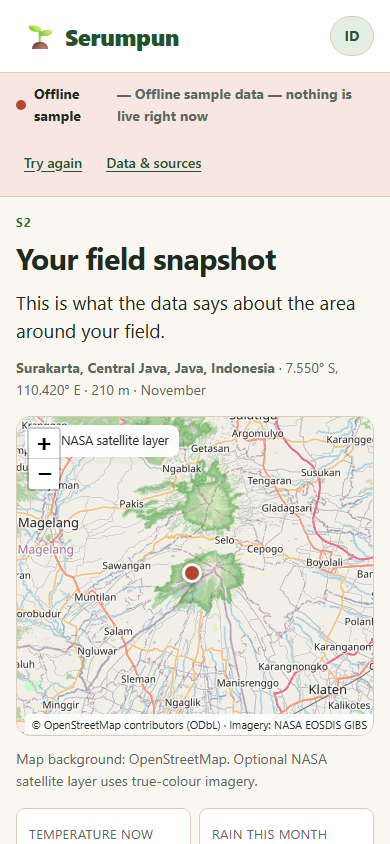 Serumpun
ID
Offline sample
— Offline sample data — nothing is live right now
Try again
Data & sources
S2
Your field snapshot
This is what the data says about the area
around your field.
Surakarta, Central Java, Java, Indonesia · 7.550° S,
110.420° E · 210 m · November
+
−
NASA satellite layer
Getasan
Argomulyo
Karangge
Ngablak
Tengaran
Susukan
Pakis
Gladagsari
Magelang
Magelang
Selo
Cepogo
Sawangan
Boyolali
Muntilan
orobudur
Salam
Ngluwar
Karanganom
Karangnongko
Sleman
Manisrenggo
Klaten
Minggir
Ngaglik
Kalikotes
© OpenStreetMap contributors (ODbL) · Imagery: NASA EOSDIS GIBS
Map background: OpenStreetMap. Optional NASA
satellite layer uses true-colour imagery.
TEMPERATURE NOW
RAIN THIS MONTH